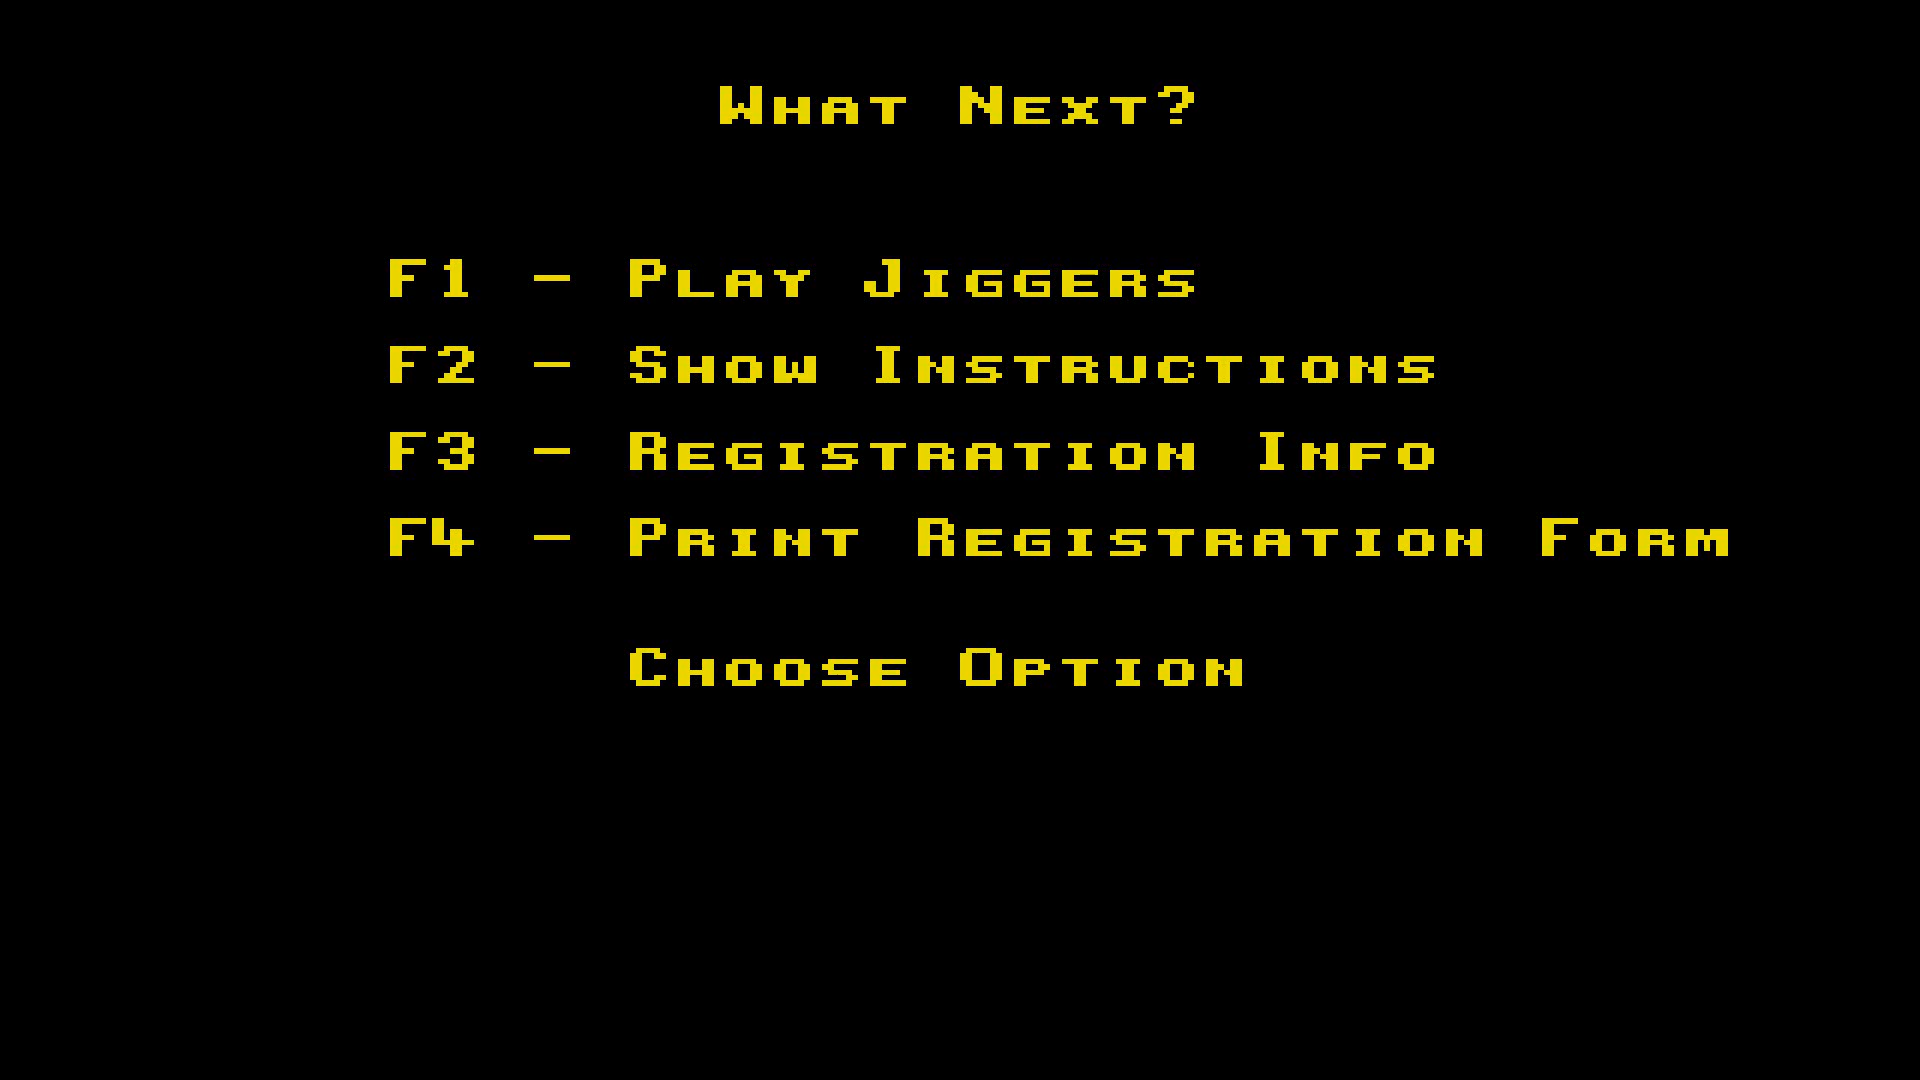 What Next?
F1 - Play Jiggers
F2 - Show Instructions
F3 - Registration Info
F4 - Print Registration Form
Choose Option